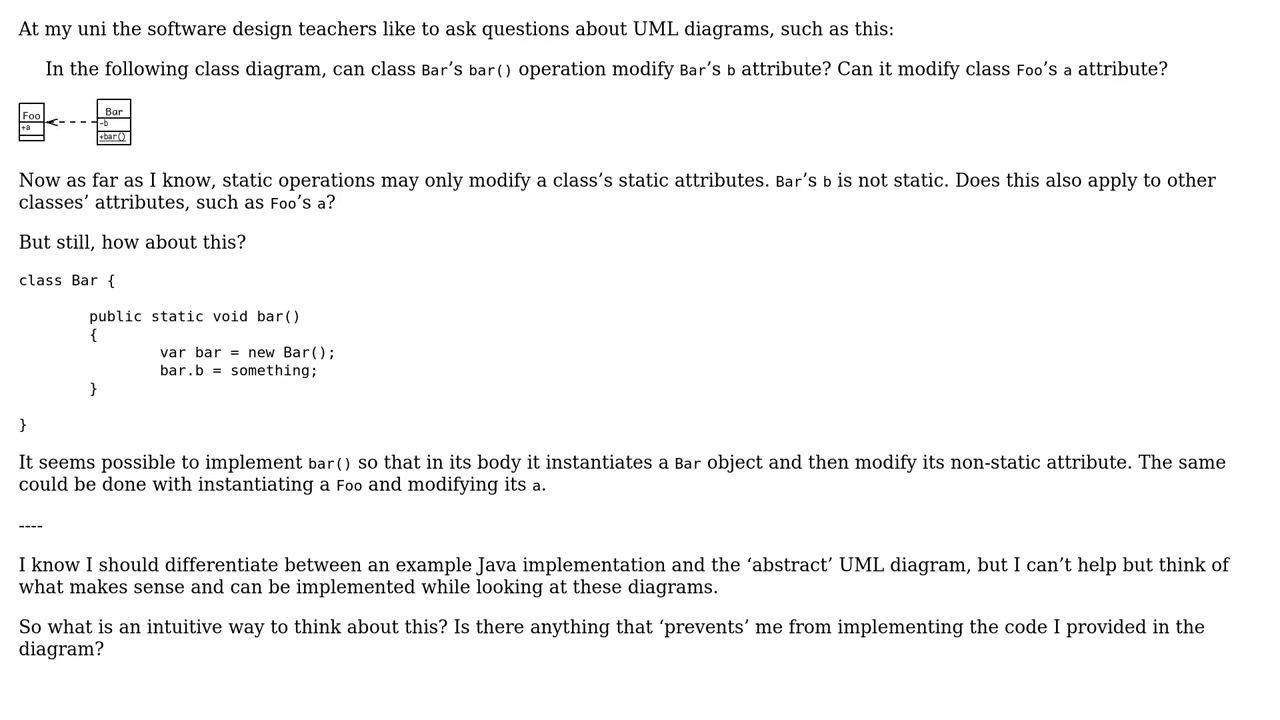 At my uni the software design teachers like to ask questions about UML diagrams, such as this:
In the following class diagram, can class Bar’s bar() operation modify Bar’s b attribute? Can it modify class Foo’s a attribute?
Foo
+a
Bar
-b
+bar()
Now as far as I know, static operations may only modify a class’s static attributes. Bar’s b is not static. Does this also apply to other
classes’ attributes, such as Foo’s a?
But still, how about this?
class Bar {
public static void bar()
{
var bar = new Bar();
bar.b = something;
}
}
It seems possible to implement bar() so that in its body it instantiates a Bar object and then modify its non-static attribute. The same
could be done with instantiating a Foo and modifying its a.
----
I know I should differentiate between an example Java implementation and the ‘abstract’ UML diagram, but I can’t help but think of
what makes sense and can be implemented while looking at these diagrams.
So what is an intuitive way to think about this? Is there anything that ‘prevents’ me from implementing the code I provided in the
diagram?